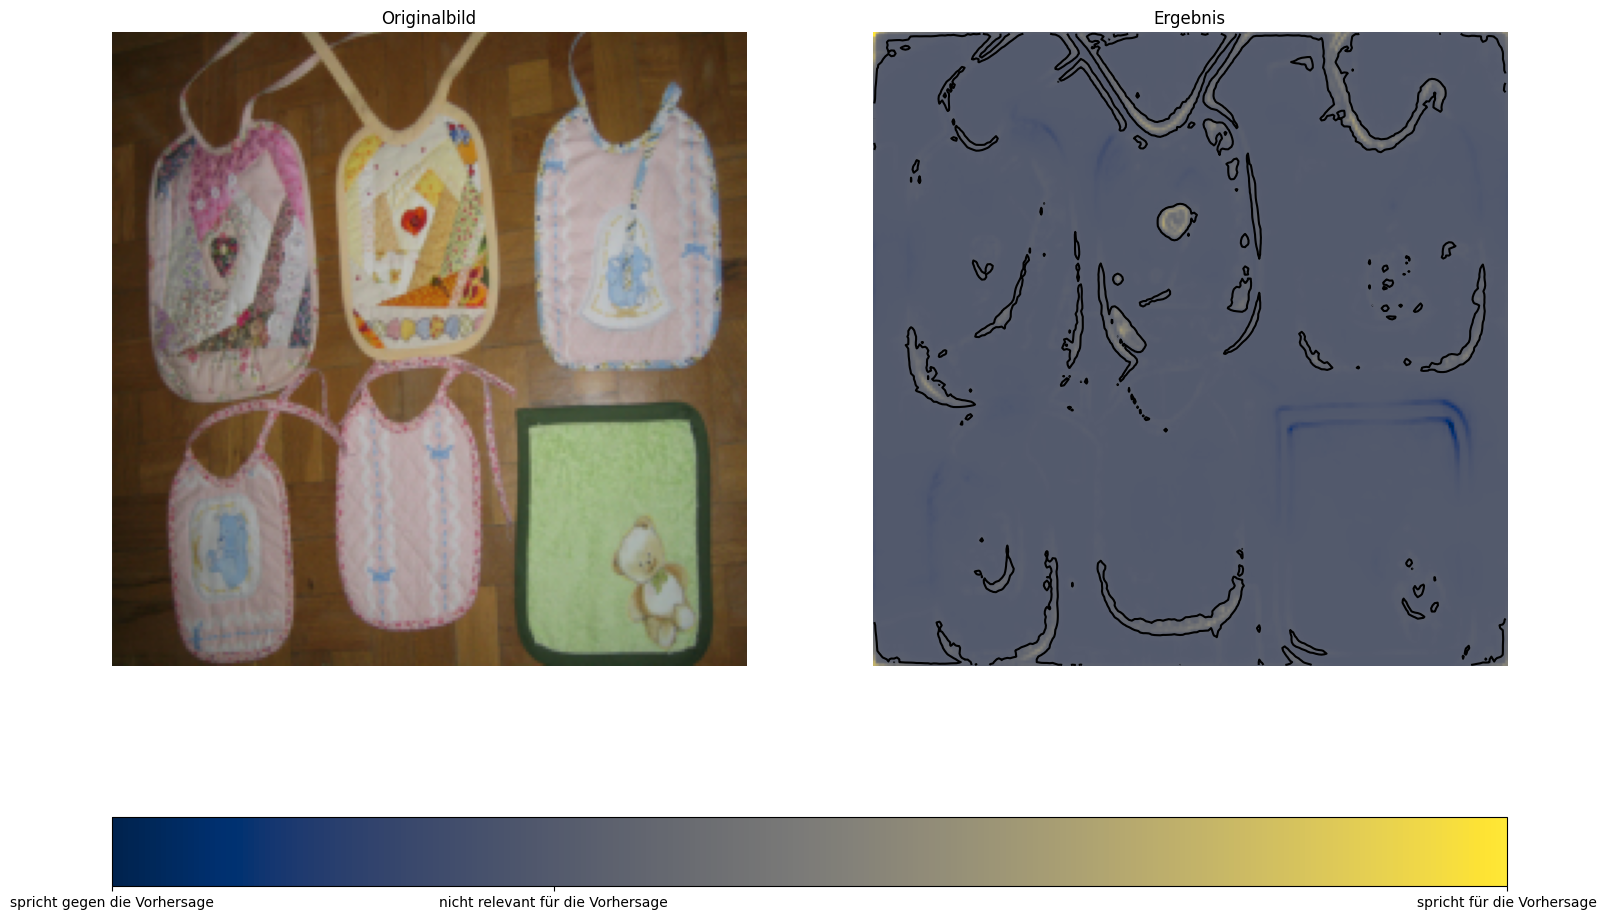 Originalbild
Ergebnis
spricht gegen die Vorhersage
nicht relevant für die Vorhersage
spricht für die Vorhersage